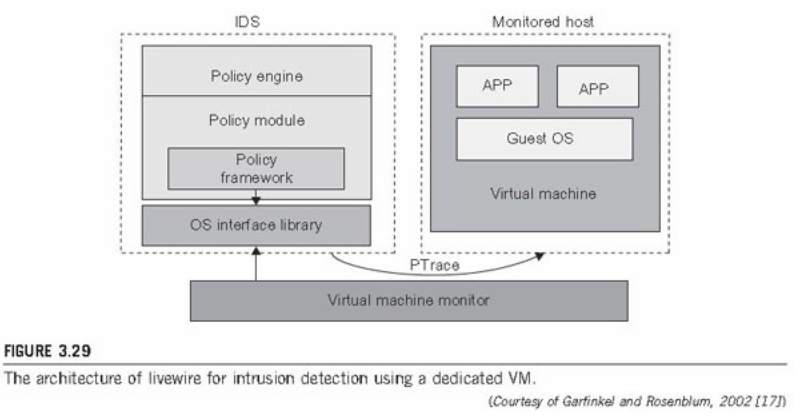 IDS
Monitored host
Policy engine
Policy module
Policy
framework
OS interface library
APP
APP
Guest OS
Virtual machine
PTrace
Virtual machine monitor
FIGURE 3.29
The architecture of livewire for intrusion detection using a dedicated VM.
(Courtesy of Garfinkel and Rosenblum, 2002 [17])